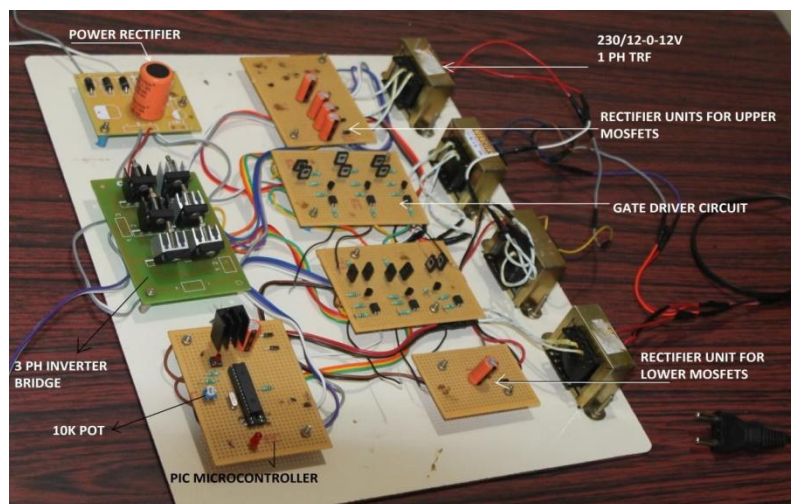 POWER RECTIFIER
230/12-0-12V
1 PH TRF
RECTIFIER UNITS FOR UPPER
MOSFETS
GATE DRIVER CIRCUIT
3 PH INVERTER
BRIDGE
RECTIFIER UNIT FOR
LOWER MOSFETS
10K POT
PIC MICROCONTROLLER